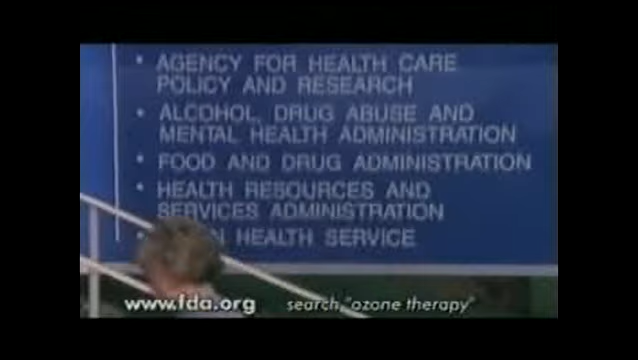 • AGENCY FOR HEALTH CARE
POLICY AND RESEARCH
• ALCOHOL, DRUG ABUSE AND
MENTAL HEALTH ADMINISTRATION
• FOOD AND DRUG ADMINISTRATION
• HEALTH RESOURCES AND
SERVICES ADMINISTRATION
HEALTH SERVICE
www.fda.org search "ozone therapy"